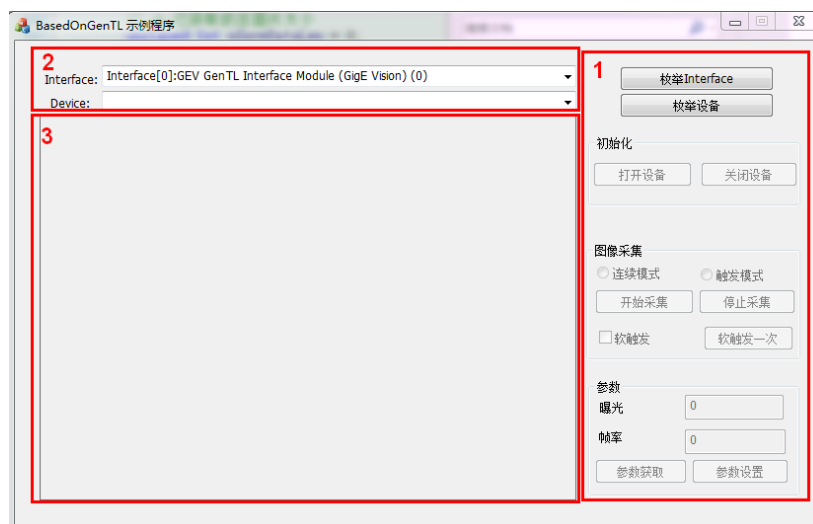 BasedOnGenTL 示例程序
2
Interface: Interface[0]:GEV GenTL Interface Module (GigE Vision) (0)
Device:
3
1
枚举Interface
枚举设备
初始化
打开设备 关闭设备
图像采集
连续模式 触发模式
开始采集 停止采集
软触发 软触发一次
参数
曝光 0
帧率 0
参数获取 参数设置